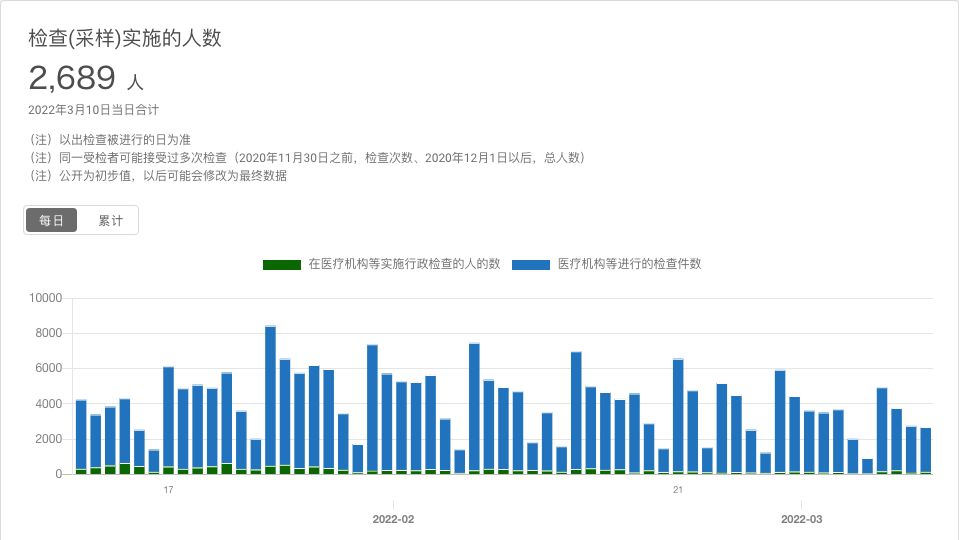 检查(采样)实施的人数
2,689 人
2022年3月10日当日合计
（注）以出检查被进行的日为准
（注）同一受检者可能接受过多次检查（2020年11月30日之前，检查次数、2020年12月1日以后，总人数）
（注）公开为初步值，以后可能会修改为最终数据
每日 累计
在医疗机构等实施行政检查的人的数 医疗机构等进行的检查件数
10000
8000
6000
4000
2000
0
17 21
2022-02 2022-03